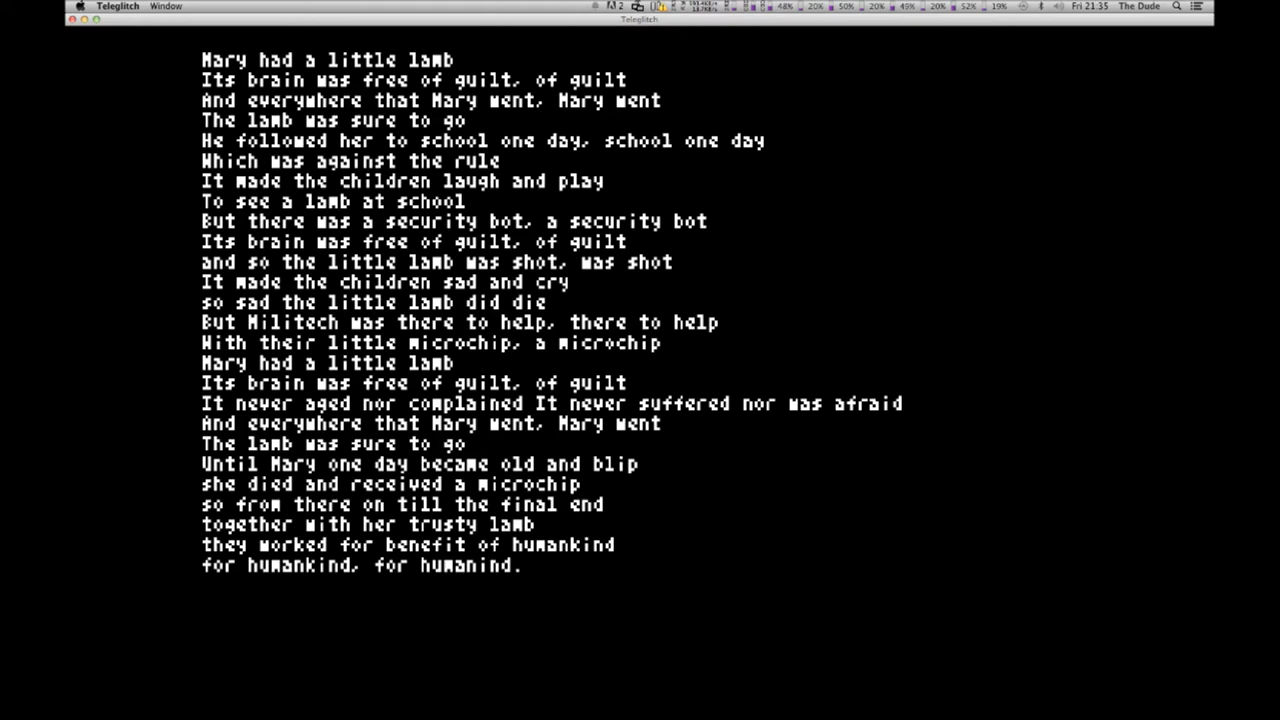 Teleglitch Window
2
48% 20% 50% 20% 45% 20% 52% 19%
Fri 21:35 The Dude
Teleglitch
Mary had a little lamb
Its brain was free of guilt, of guilt
And everywhere that Mary went, Mary went
The lamb was sure to go
He followed her to school one day, school one day
Which was against the rule
It made the children laugh and play
To see a lamb at school
But there was a security bot, a security bot
Its brain was free of guilt, of guilt
and so the little lamb was shot, was shot
It made the children sad and cry
so sad the little lamb did die
But Militech was there to help, there to help
With their little microchip, a microchip
Mary had a little lamb
Its brain was free of guilt, of guilt
It never aged nor complained It never suffered nor was afraid
And everywhere that Mary went, Mary went
The lamb was sure to go
Until Mary one day became old and blip
she died and received a microchip
so from there on till the final end
together with her trusty lamb
they worked for benefit of humankind
for humankind, for humanind.